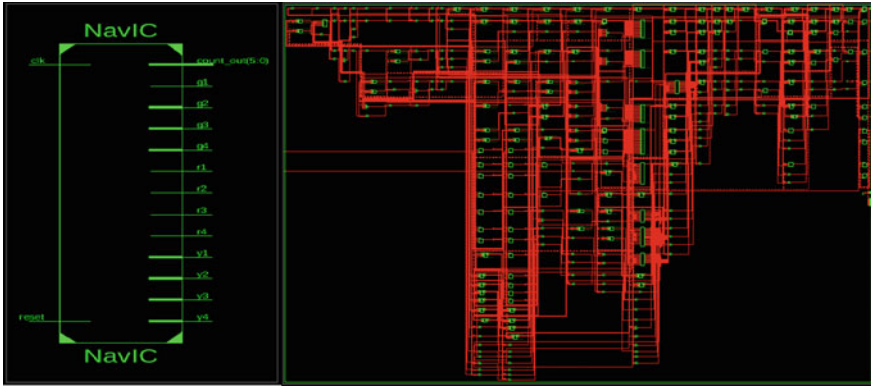 NavIC
clk
count_out(5:0)
g1
g2
g3
g4
r1
r2
r3
r4
y1
y2
y3
reset
y4
NavIC